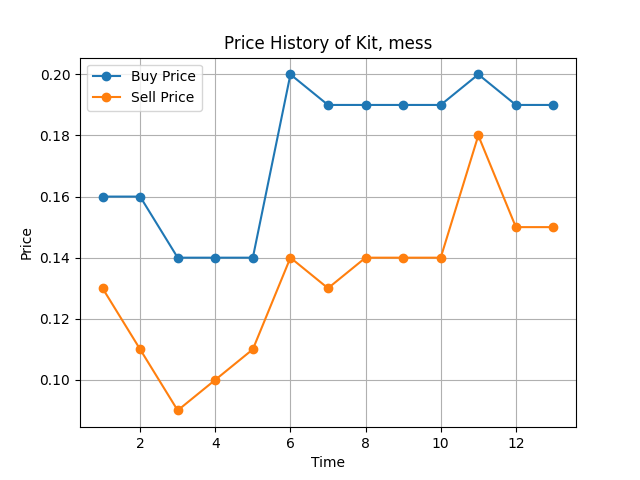 Price History of Kit, mess
Buy Price
Sell Price
Price
0.20
0.18
0.16
0.14
0.12
0.10
2 4 6 8 10 12
Time